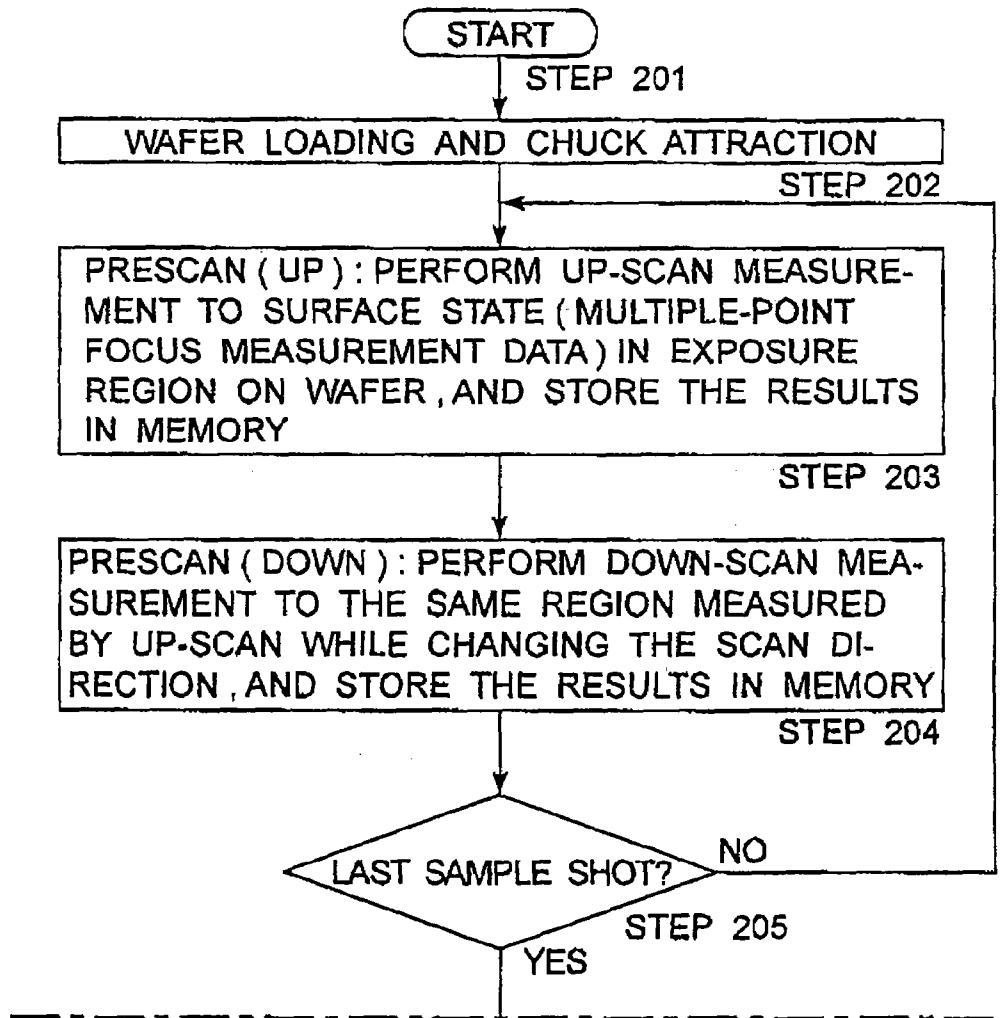 START
STEP 201
WAFER LOADING AND CHUCK ATTRACTION
STEP 202
PRESCAN (UP) : PERFORM UP-SCAN MEASURE-
MENT TO SURFACE STATE (MULTIPLE-POINT
FOCUS MEASUREMENT DATA) IN EXPOSURE
REGION ON WAFER, AND STORE THE RESULTS
IN MEMORY
STEP 203
PRESCAN (DOWN) : PERFORM DOWN-SCAN MEA-
SUREMENT TO THE SAME REGION MEASURED
BY UP-SCAN WHILE CHANGING THE SCAN DI-
RECTION, AND STORE THE RESULTS IN MEMORY
STEP 204
LAST SAMPLE SHOT?
NO
STEP 205
YES